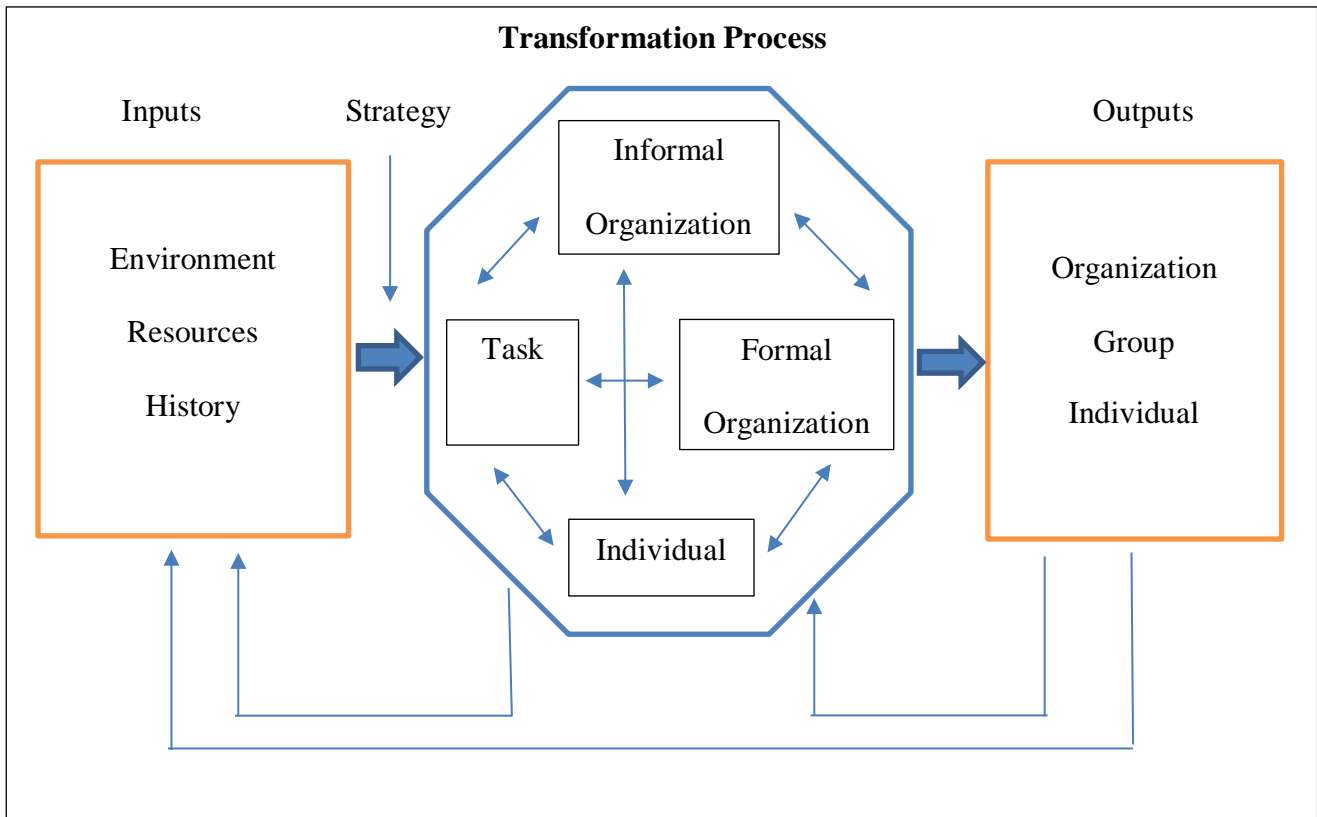 Transformation Process
Inputs
Strategy
Outputs
Environment
Resources
History
Informal
Organization
Task
Formal
Organization
Individual
Organization
Group
Individual